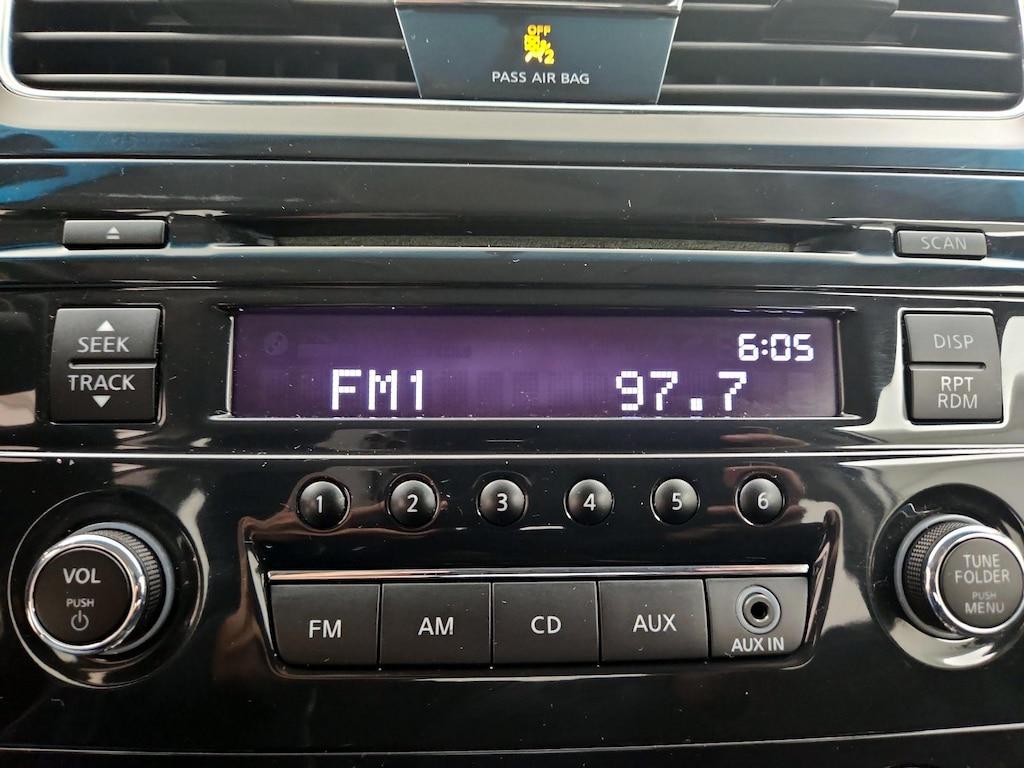 OFF
2
PASS AIR BAG
SCAN
SEEK
TRACK
6:05
FM1 97.7
DISP
RPT
RDM
1 2 3 4 5 6
VOL
PUSH
FM AM CD AUX
AUX IN
TUNE
FOLDER
PUSH
MENU